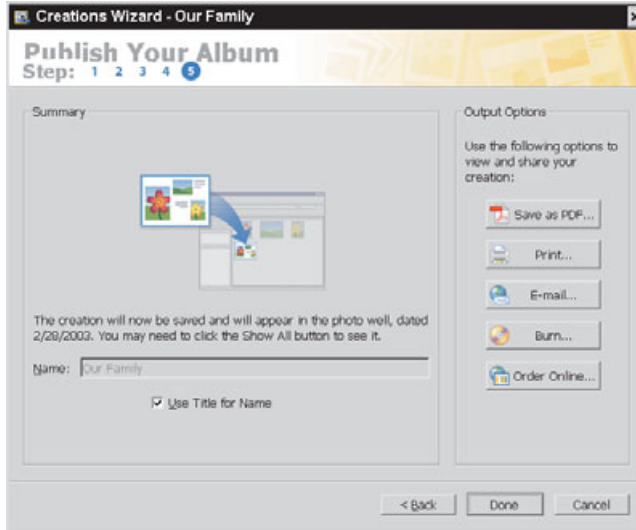 Creations Wizard - Our Family
Publish Your Album
Step: 1 2 3 4 5
Summary
The creation will now be saved and will appear in the photo well, dated
2/28/2003. You may need to click the Show All button to see it.
Name: Our Family
Use Title for Name
Output Options
Use the following options to
view and share your
creation:
Save as PDF...
Print...
E-mail...
Burn...
Order Online...
< Back
Done
Cancel